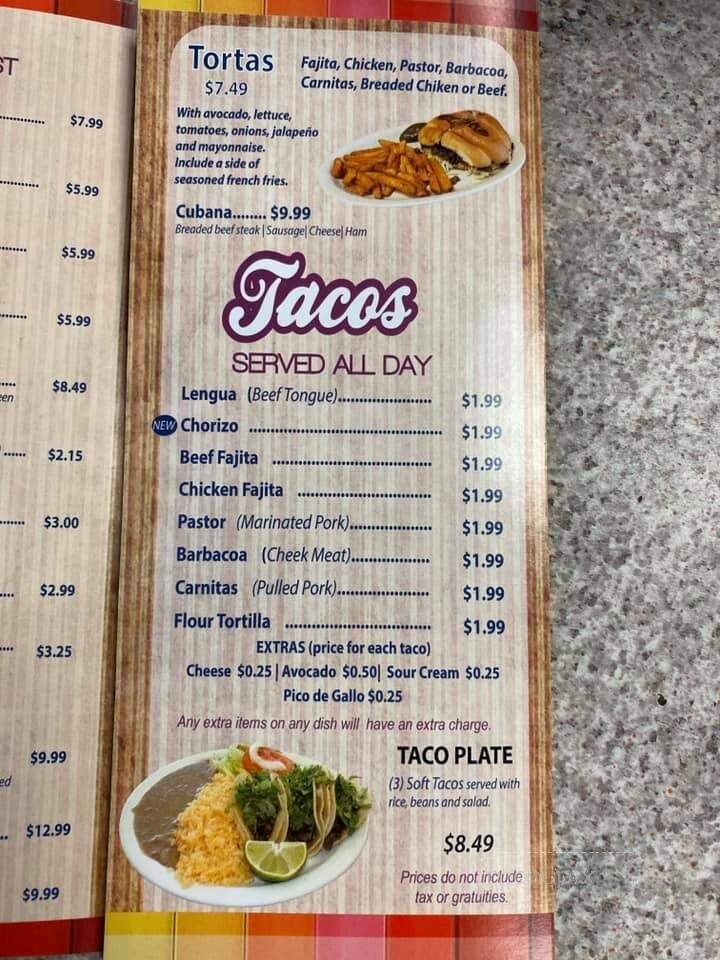 ST
$7.99
$5.99
$5.99
$5.99
$8.49
een
$2.15
$3.00
$2.99
$3.25
$9.99
ed
$12.99
$9.99
Tortas
$7.49
Fajita, Chicken, Pastor, Barbacoa,
Carnitas, Breaded Chiken or Beef.
With avocado, lettuce,
tomatoes, onions, jalapeño
and mayonnaise.
Include a side of
seasoned french fries.
Cubana........ $9.99
Breaded beef steak | Sausage| Cheese| Ham
Tacos
SERVED ALL DAY
Lengua (Beef Tongue)........................ $1.99
NEW Chorizo ................................................ $1.99
Beef Fajita ........................................ $1.99
Chicken Fajita .................................. $1.99
Pastor (Marinated Pork)..................... $1.99
Barbacoa (Cheek Meat).................... $1.99
Carnitas (Pulled Pork)........................ $1.99
Flour Tortilla .................................... $1.99
EXTRAS (price for each taco)
Cheese $0.25 | Avocado $0.50| Sour Cream $0.25
Pico de Gallo $0.25
Any extra items on any dish will have an extra charge.
TACO PLATE
(3) Soft Tacos served with
rice, beans and salad.
$8.49
Prices do not include
tax or gratuities.